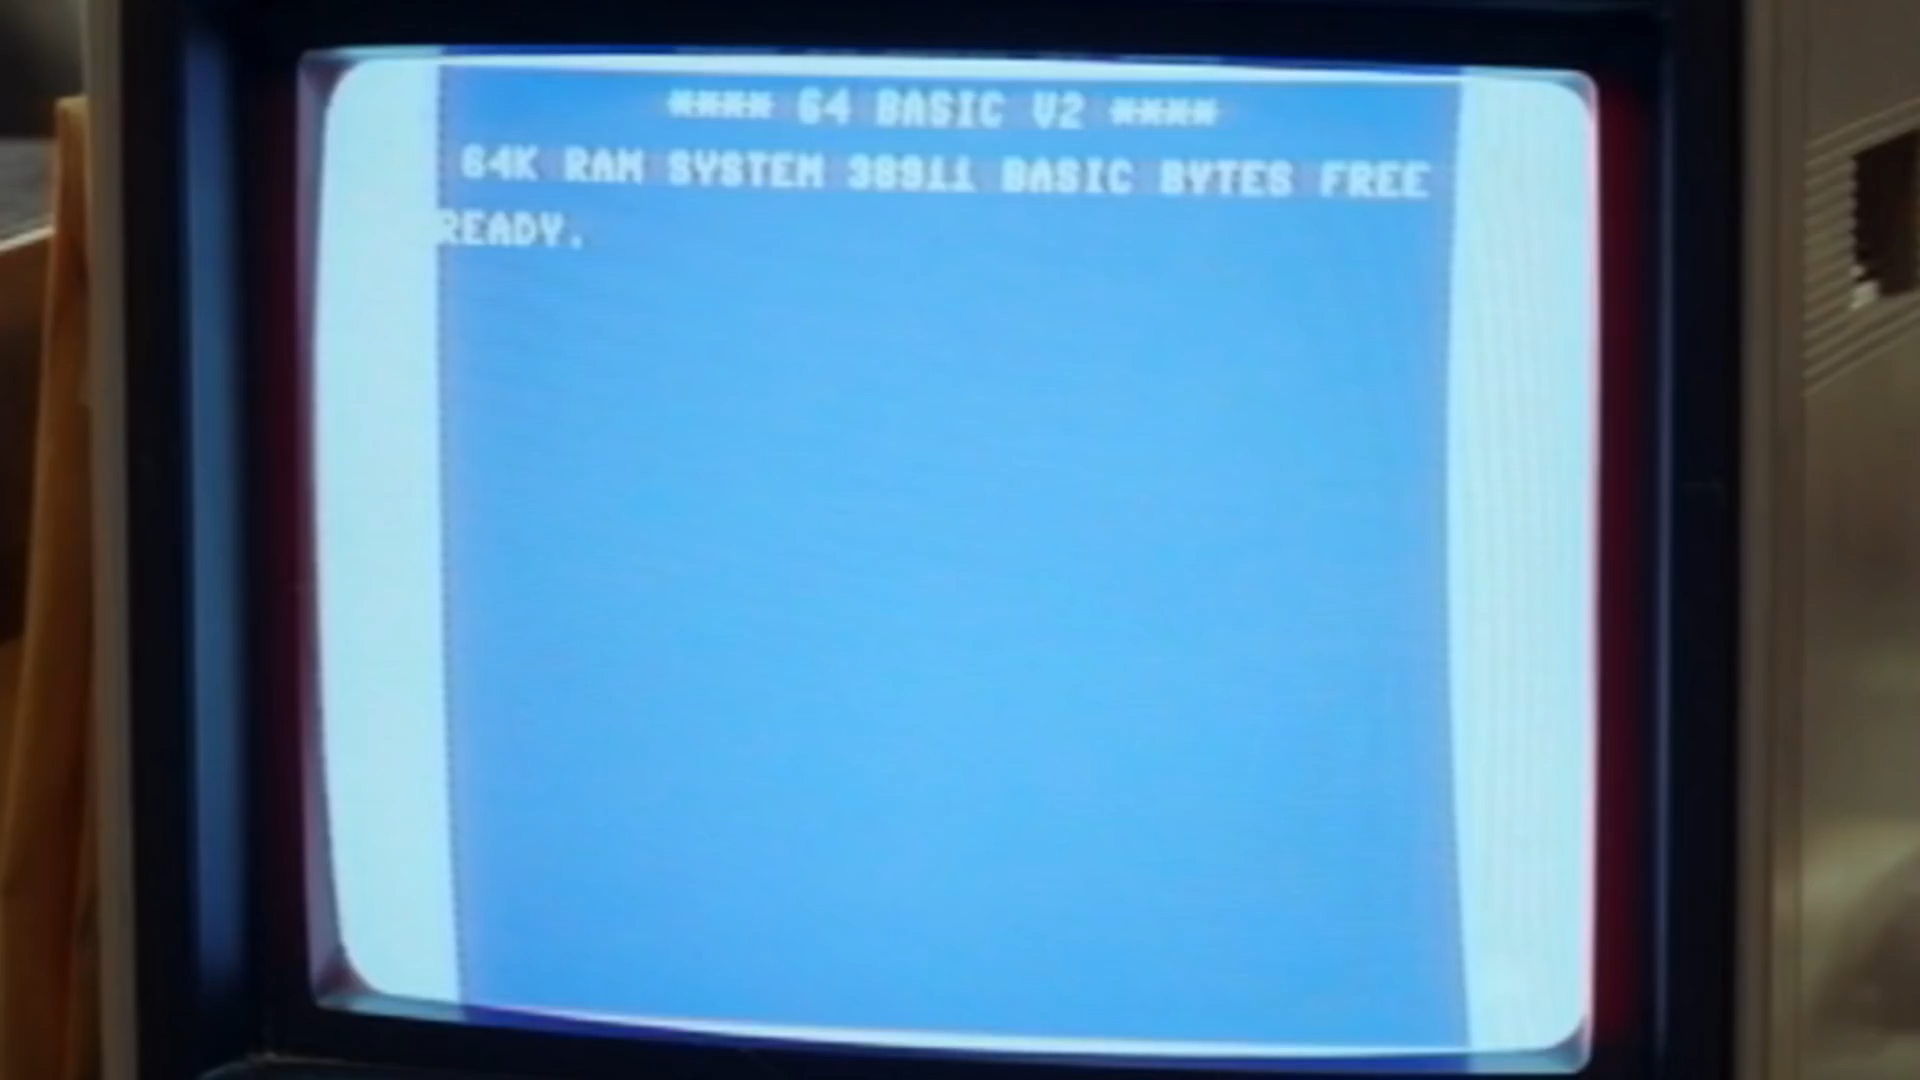 **** 64 BASIC V2 ****
64K RAM SYSTEM 38911 BASIC BYTES FREE
READY.